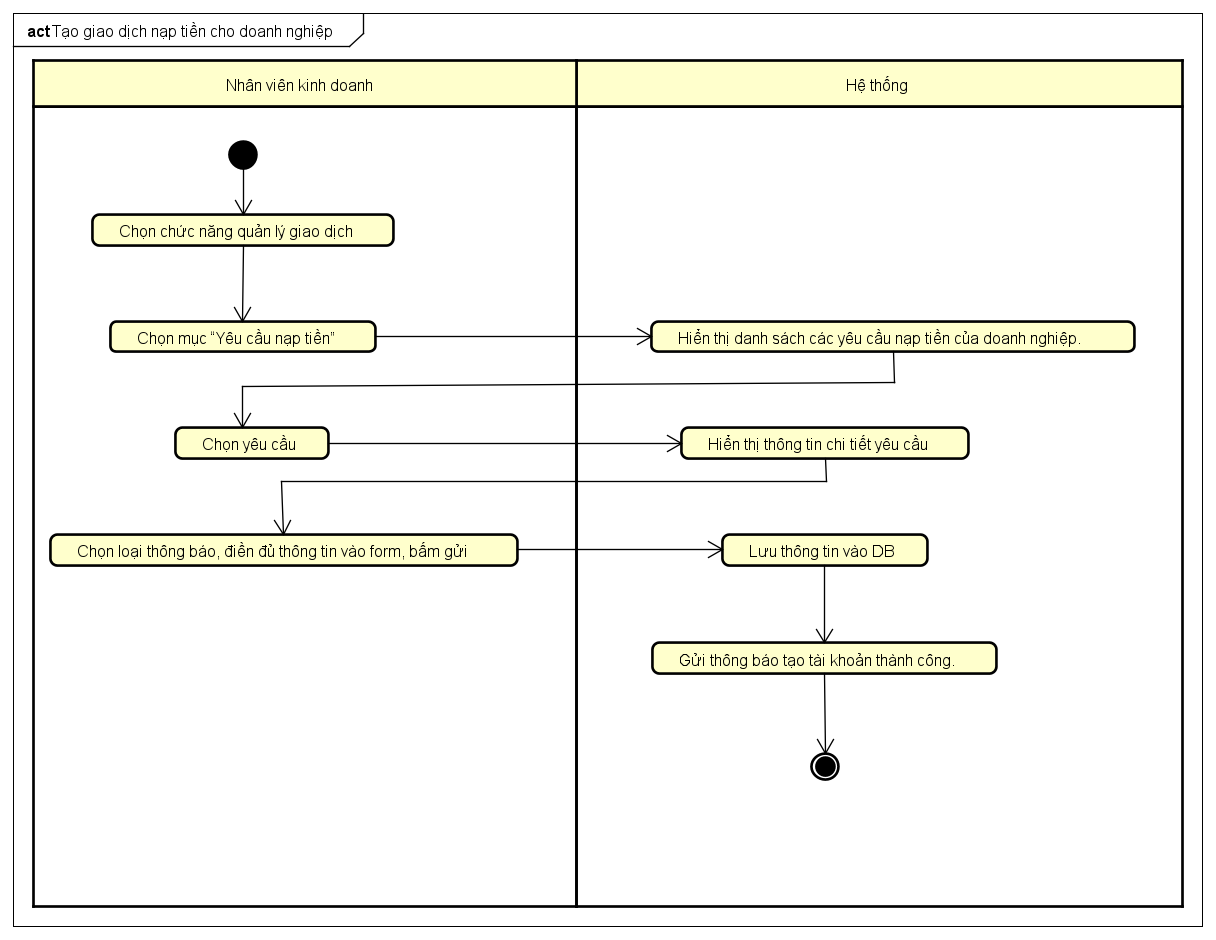 act Tạo giao dịch nạp tiền cho doanh nghiệp
Nhân viên kinh doanh
Hệ thống
Chọn chức năng quản lý giao dịch
Chọn mục “Yêu cầu nạp tiền”
Hiển thị danh sách các yêu cầu nạp tiền của doanh nghiệp.
Chọn yêu cầu
Hiển thị thông tin chi tiết yêu cầu
Chọn loại thông báo, điền đủ thông tin vào form, bấm gửi
Lưu thông tin vào DB
Gửi thông báo tạo tài khoản thành công.